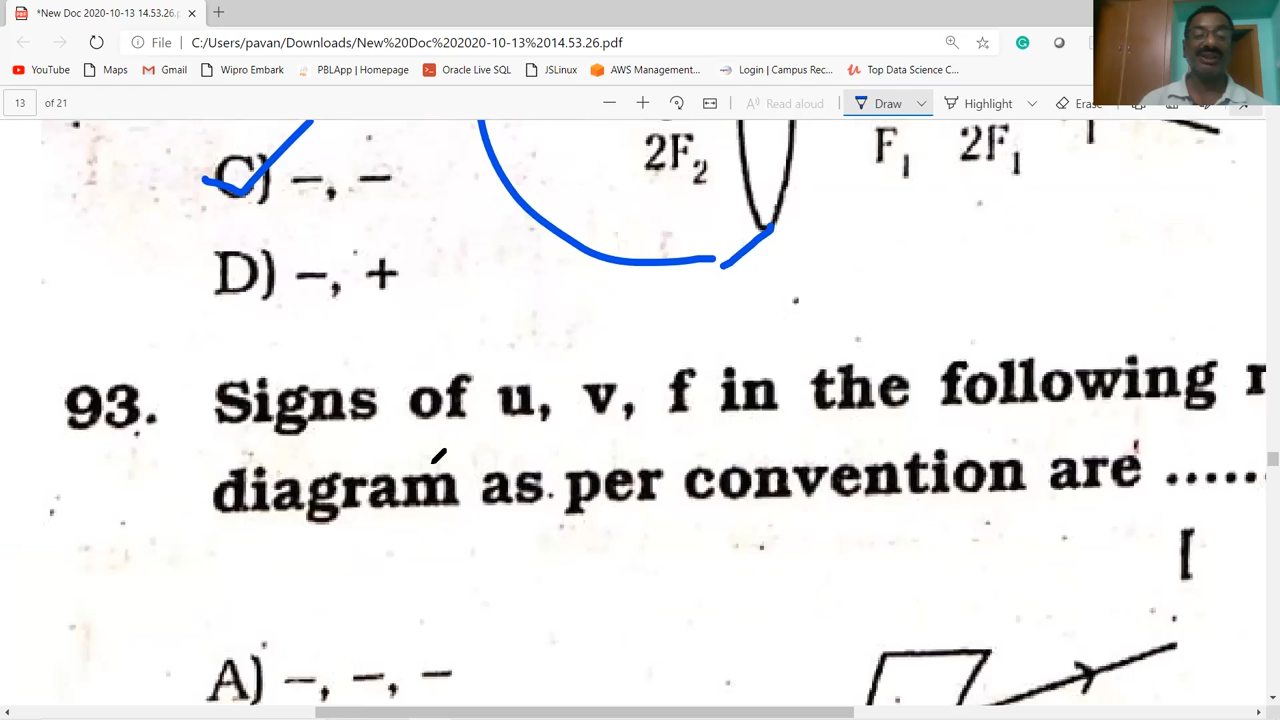 *New Doc 2020-10-13 14.53.26.p
File C:/Users/pavan/Downloads/New%20Doc%202020-10-13%2014.53.26.pdf
YouTube Maps Gmail Wipro Embark PBLApp | Homepage Oracle Live SQL JSLinux AWS Management... Login | Campus Rec... Top Data Science C...
13 of 21 Read aloud Draw Highlight Erase
2F₂ F₁ 2F₁
C) –, –
D) –, +
93. Signs of u, v, f in the following
diagram as per convention are .....
[
A) –, –, –